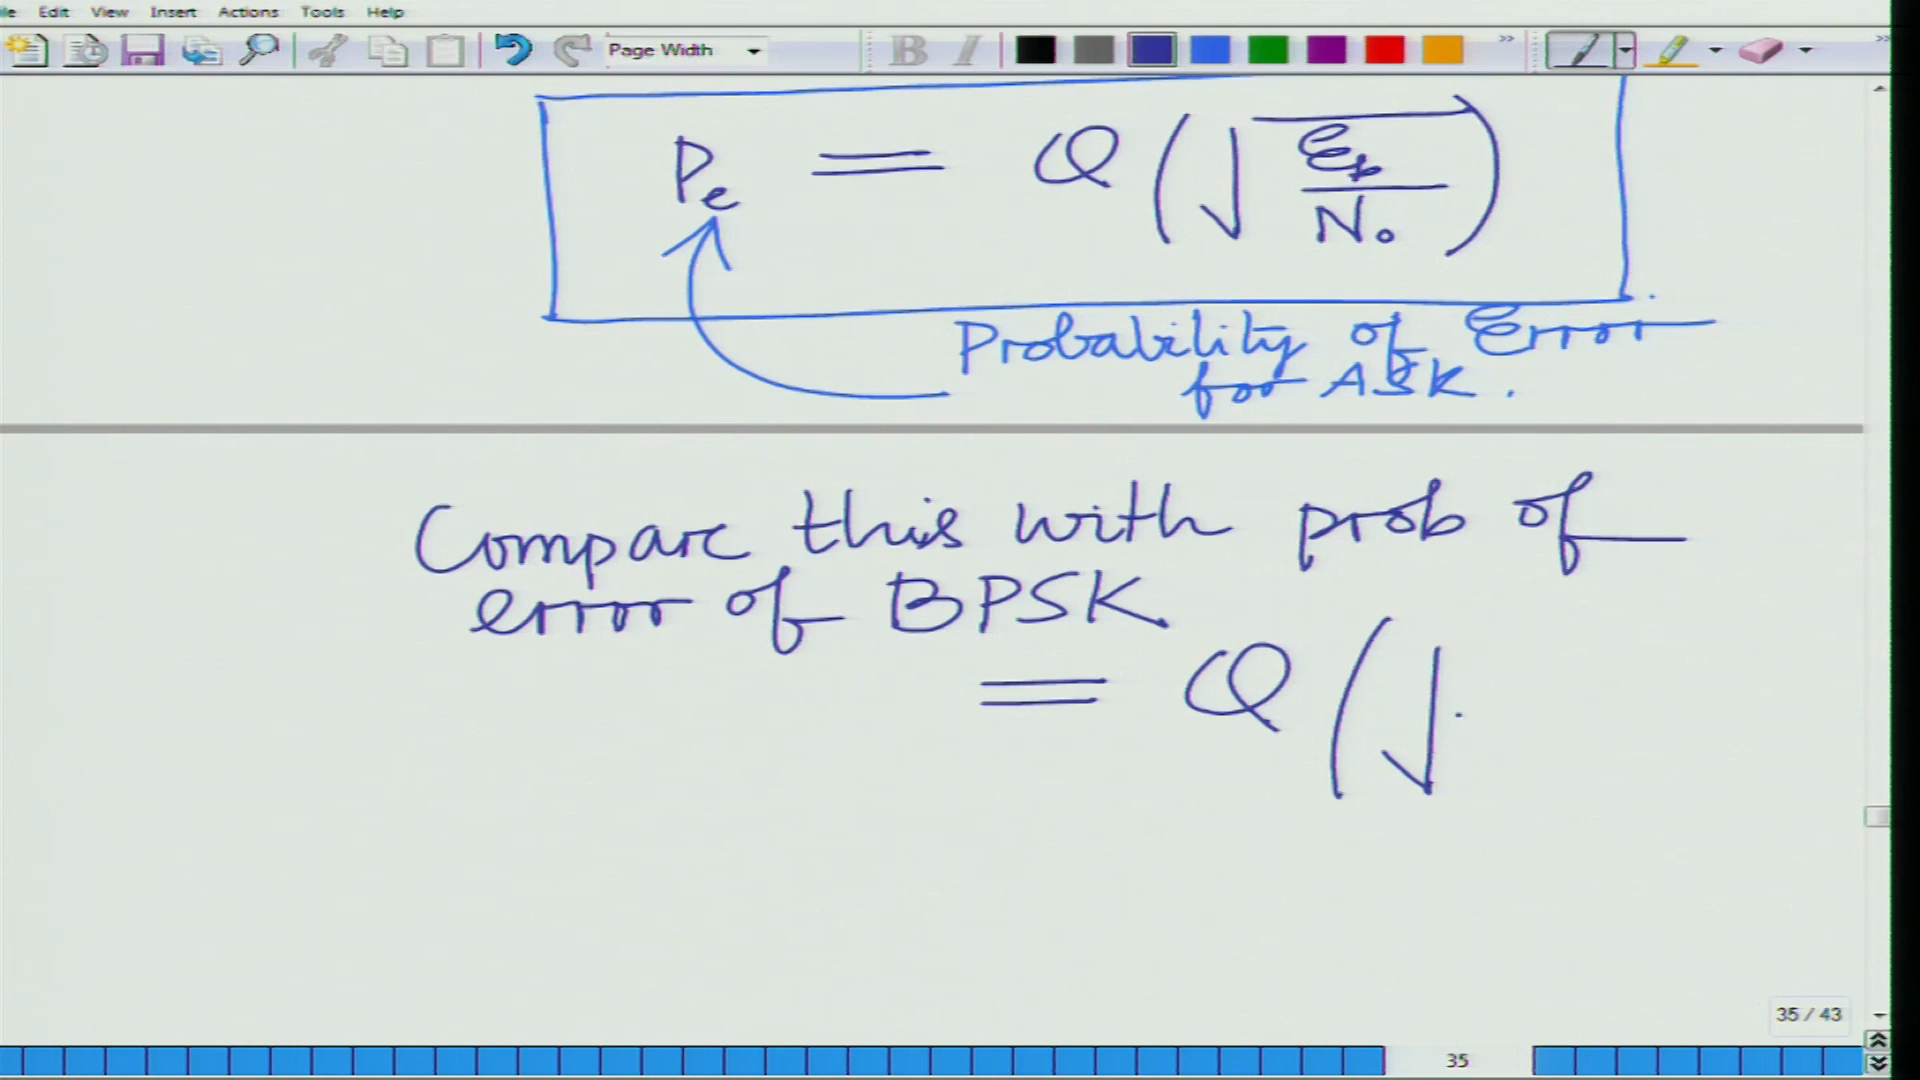 le Edit View Insert Actions Tools Help
Page Width B I
Pe = Q(√(Eb/N₀))
Probability of Error
for ASK.
Compare this with prob of
error of BPSK.
= Q(√
35 / 43
35